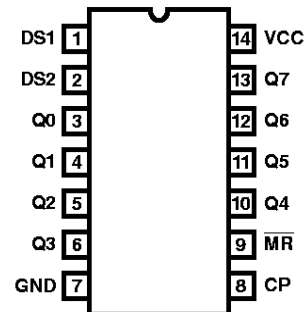 DS1 1 14 VCC
DS2 2 13 Q7
Q0 3 12 Q6
Q1 4 11 Q5
Q2 5 10 Q4
Q3 6 9 M̅R̅
GND 7 8 CP